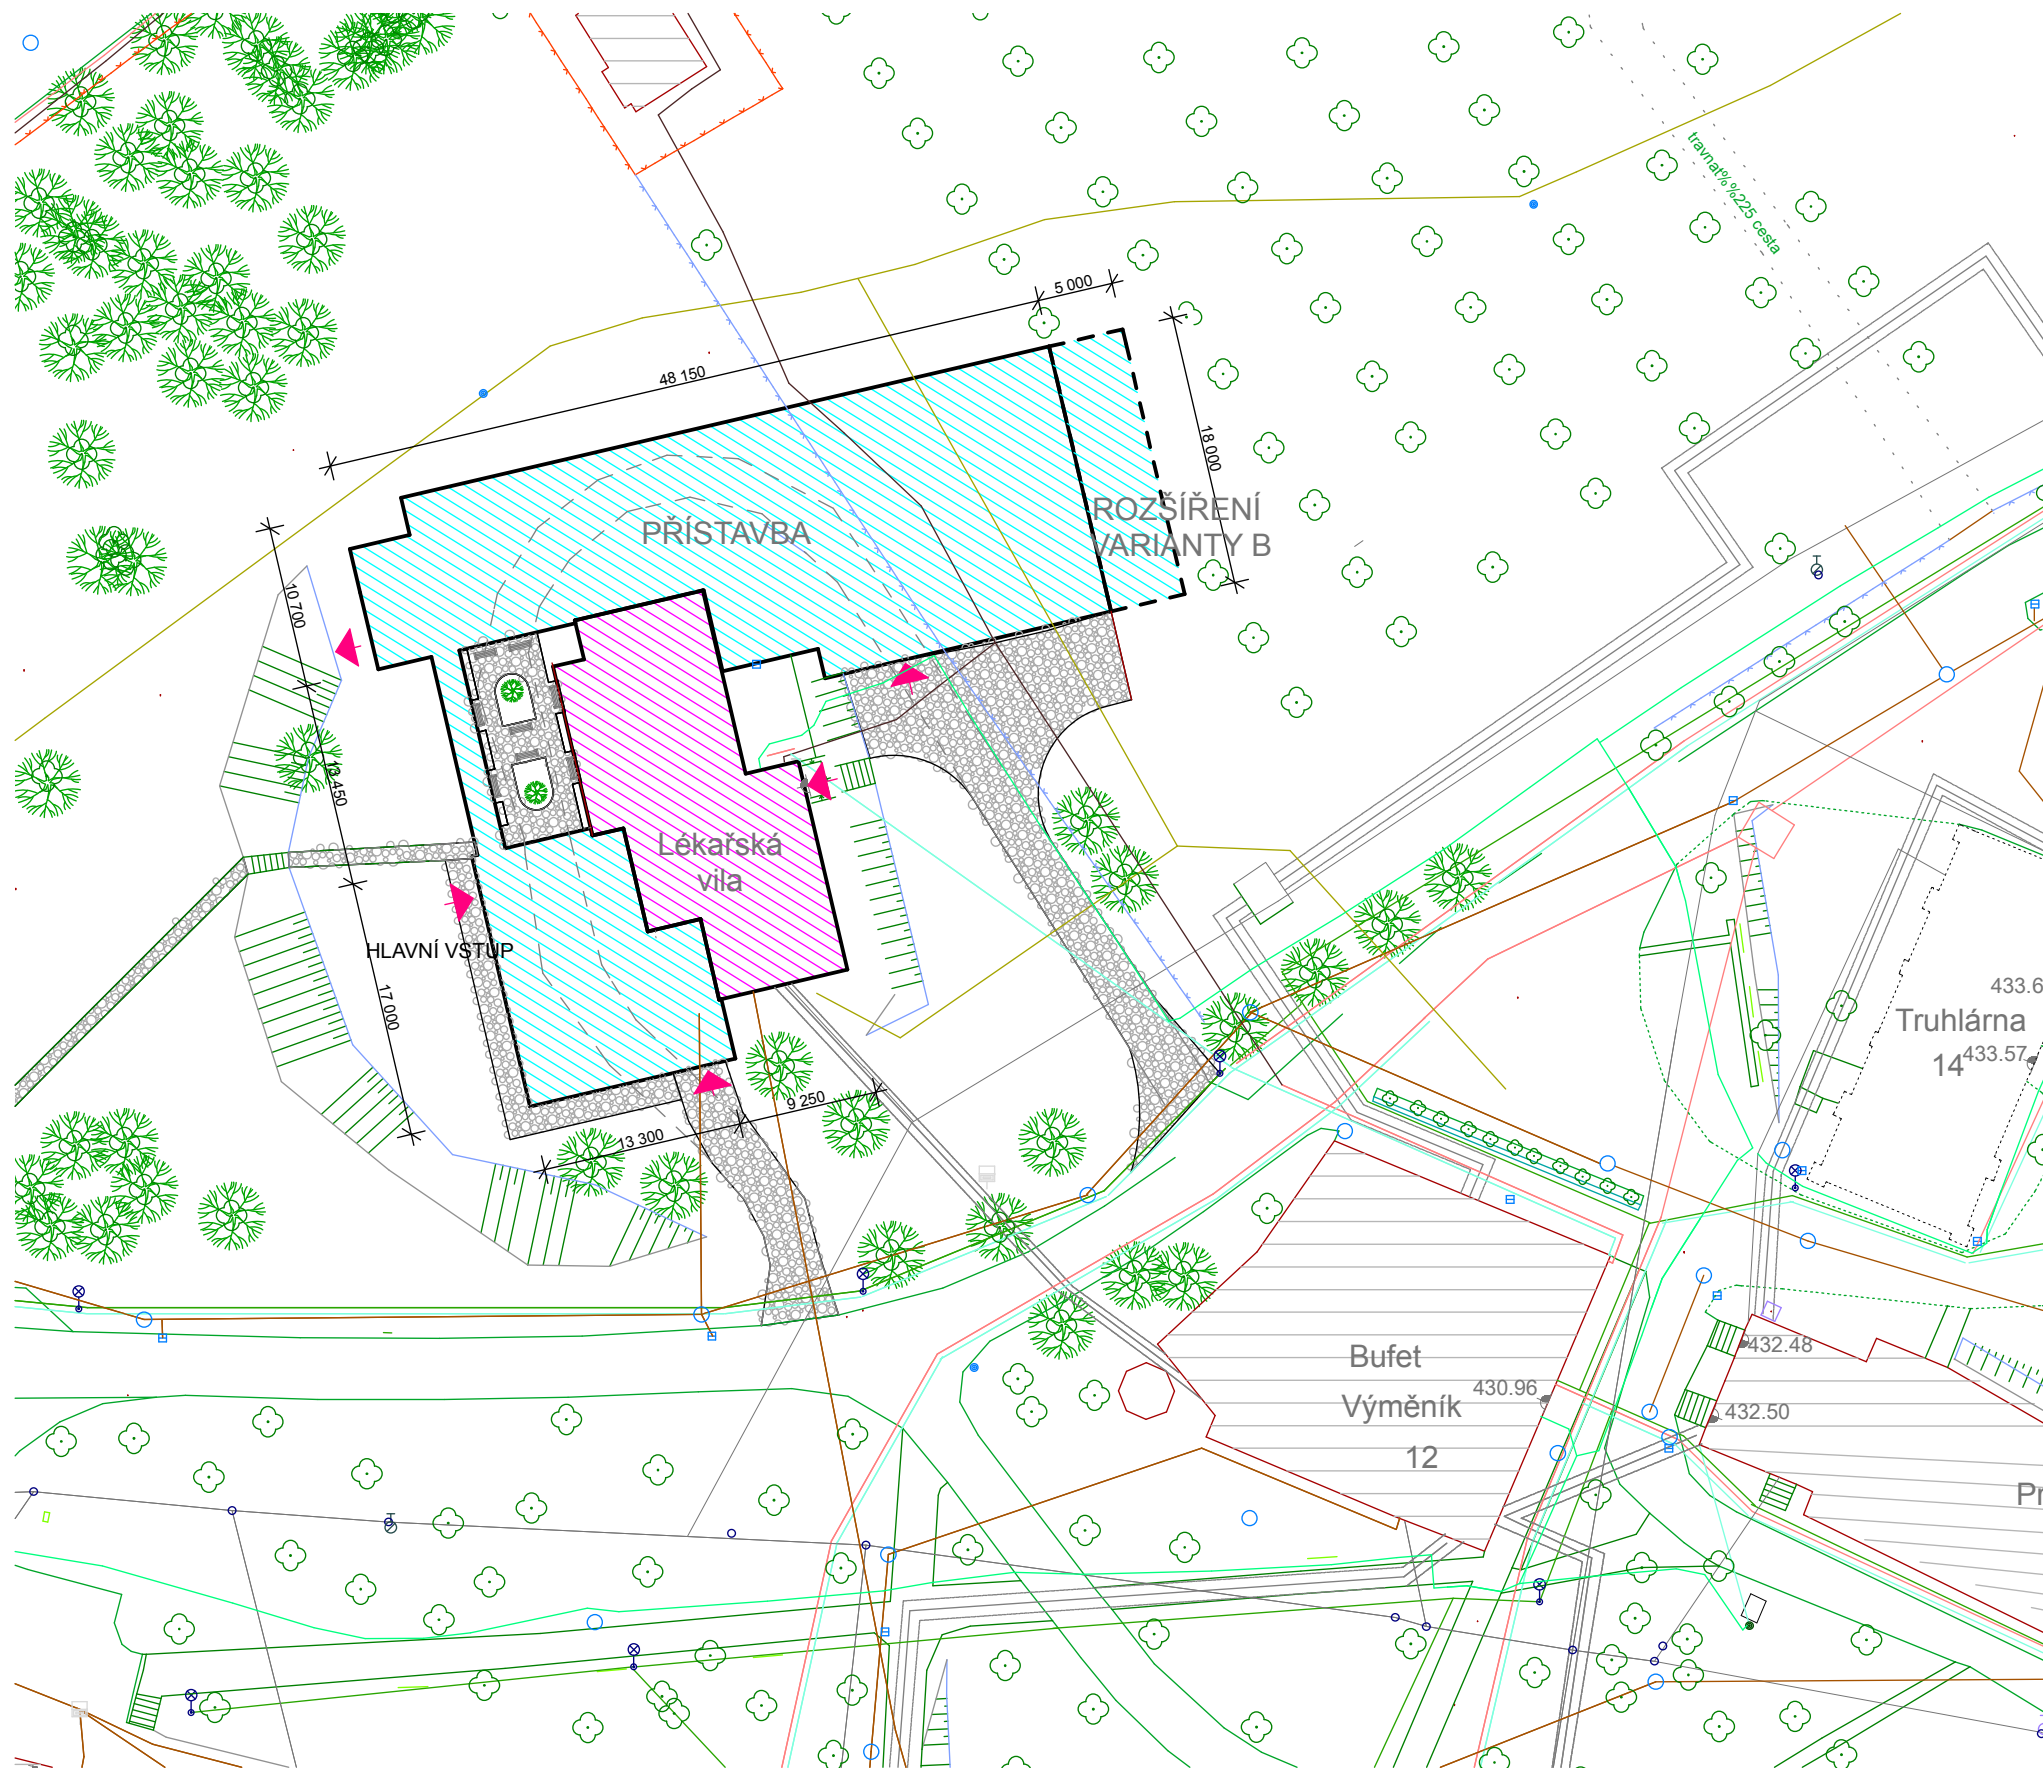 travnat%%225 cesta
5 000
48 150
18 000
ROZŠÍŘENÍ
VARIANTY B
PŘÍSTAVBA
10 700
13 450
Lékařská
vila
HLAVNÍ VSTUP
17 000
9 250
13 300
433.6
Truhlárna
14
433.57
Bufet
Výměník
12
430.96
432.48
432.50
Pr